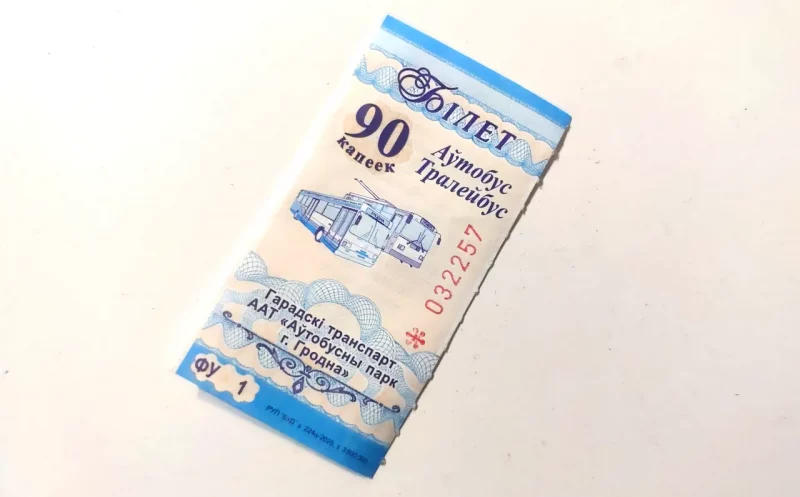 БІЛЕТ
90
капеек
Аўтобус
Тралейбус
032257
Гарадскі транспарт
ААТ «Аўтобусны парк
г. Гродна»
ФУ 1